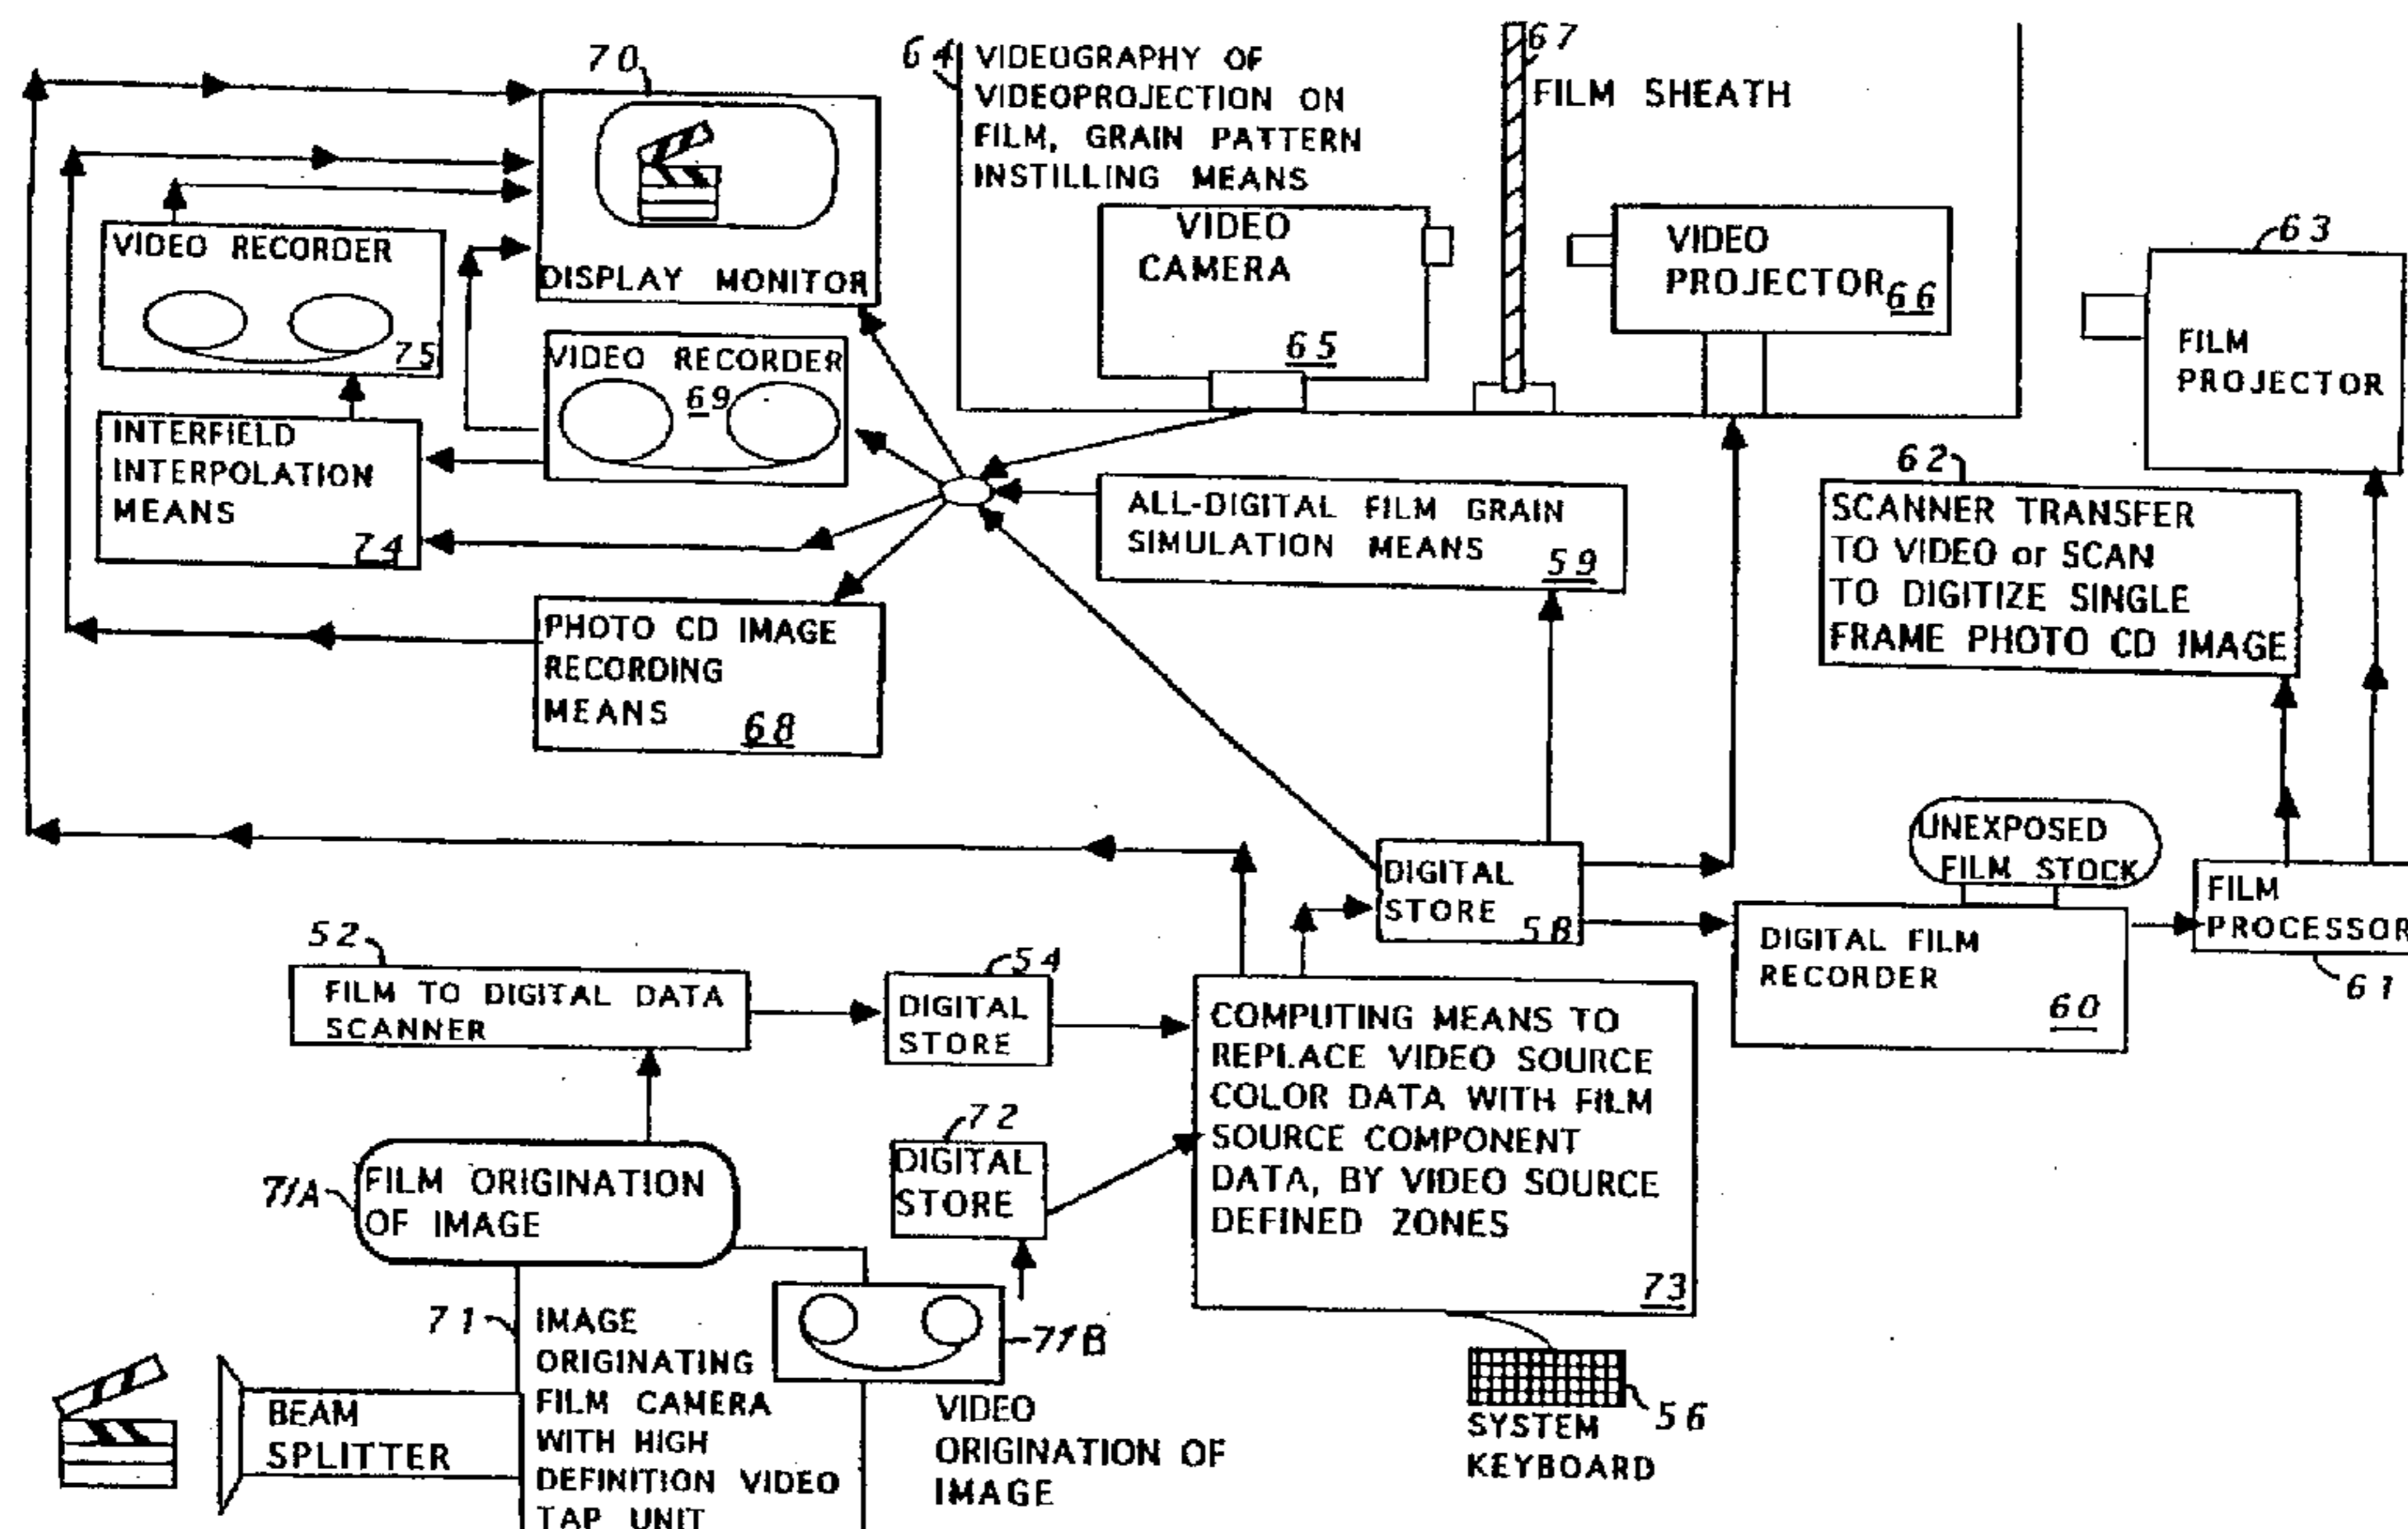 70
DISPLAY MONITOR
64
VIDEOGRAPHY OF
VIDEOPROJECTION ON
FILM, GRAIN PATTERN
INSTILLING MEANS
67
FILM SHEATH
VIDEO
CAMERA
65
VIDEO
PROJECTOR
66
63
FILM
PROJECTOR
VIDEO RECORDER
75
VIDEO RECORDER
69
INTERFIELD
INTERPOLATION
MEANS
74
ALL-DIGITAL FILM GRAIN
SIMULATION MEANS
59
62
SCANNER TRANSFER
TO VIDEO or SCAN
TO DIGITIZE SINGLE
FRAME PHOTO CD IMAGE
PHOTO CD IMAGE
RECORDING
MEANS
68
DIGITAL
STORE
58
UNEXPOSED
FILM STOCK
DIGITAL FILM
RECORDER
60
FILM
PROCESSOR
61
52
FILM TO DIGITAL DATA
SCANNER
54
DIGITAL
STORE
COMPUTING MEANS TO
REPLACE VIDEO SOURCE
COLOR DATA WITH FILM
SOURCE COMPONENT
DATA, BY VIDEO SOURCE
DEFINED ZONES
73
72
DIGITAL
STORE
71A
FILM ORIGINATION
OF IMAGE
71
IMAGE
ORIGINATING
FILM CAMERA
WITH HIGH
DEFINITION VIDEO
TAP UNIT
71B
VIDEO
ORIGINATION OF
IMAGE
BEAM
SPLITTER
56
SYSTEM
KEYBOARD